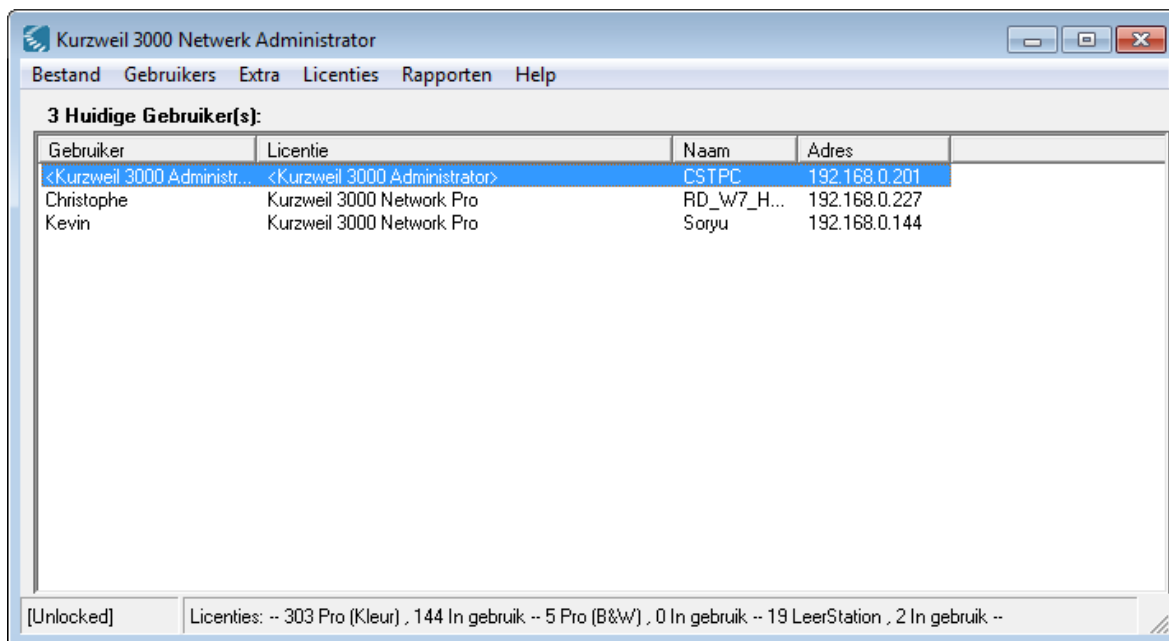 Kurzweil 3000 Netwerk Administrator
Bestand Gebruikers Extra Licenties Rapporten Help
3 Huidige Gebruiker(s):
Gebruiker Licentie Naam Adres
<Kurzweil 3000 Administr... <Kurzweil 3000 Administrator> CSTPC 192.168.0.201
Christophe Kurzweil 3000 Network Pro RD_W7_H... 192.168.0.227
Kevin Kurzweil 3000 Network Pro Soryu 192.168.0.144
[Unlocked] Licenties: -- 303 Pro (Kleur) , 144 In gebruik -- 5 Pro (B&W) , 0 In gebruik -- 19 LeerStation , 2 In gebruik --